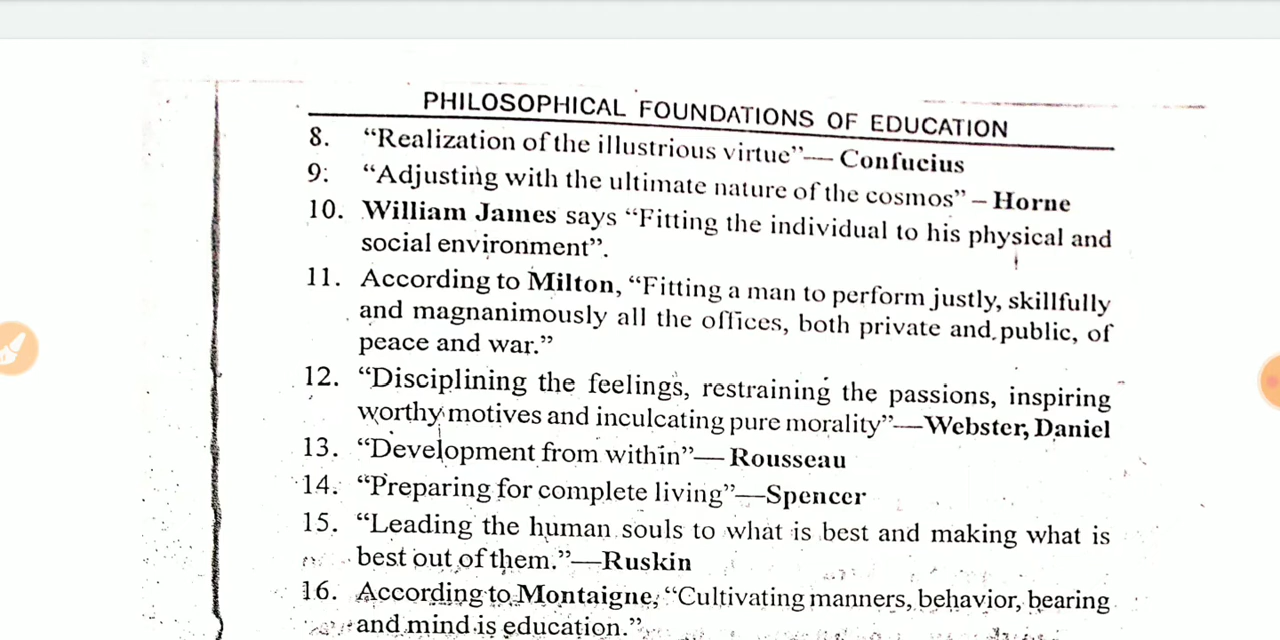 PHILOSOPHICAL FOUNDATIONS OF EDUCATION
8. “Realization of the illustrious virtue”— Confucius
9. “Adjusting with the ultimate nature of the cosmos” – Horne
10. William James says “Fitting the individual to his physical and
social environment”.
11. According to Milton, “Fitting a man to perform justly, skillfully
and magnanimously all the offices, both private and public, of
peace and war.”
12. “Disciplining the feelings, restraining the passions, inspiring
worthy motives and inculcating pure morality”—Webster, Daniel
13. “Development from within”— Rousseau
14. “Preparing for complete living”—Spencer
15. “Leading the human souls to what is best and making what is
best out of them.”—Ruskin
16. According to Montaigne, “Cultivating manners, behavior, bearing
and mind is education.”